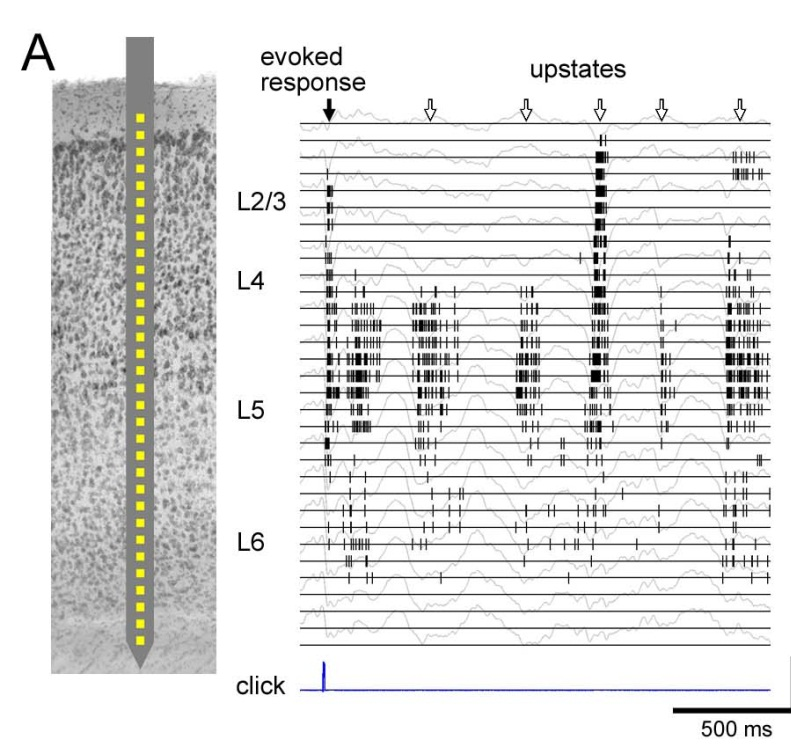 A
evoked
response
upstates
L2/3
L4
L5
L6
click
500 ms